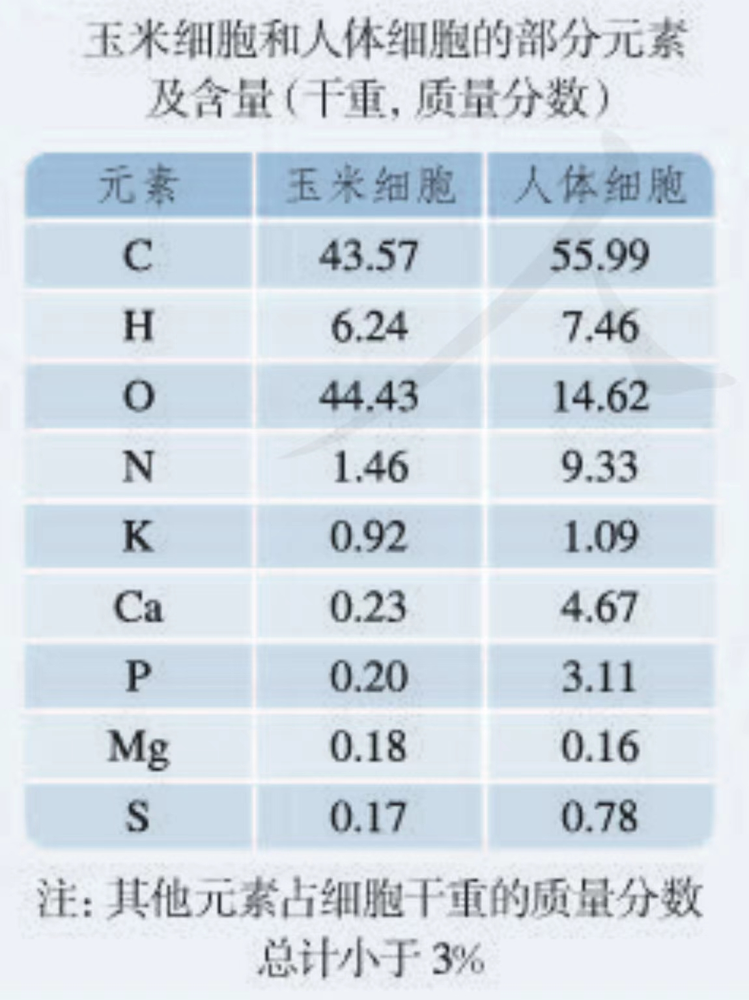 玉米细胞和人体细胞的部分元素
及含量(干重, 质量分数)
元素 玉米细胞 人体细胞
C 43.57 55.99
H 6.24 7.46
O 44.43 14.62
N 1.46 9.33
K 0.92 1.09
Ca 0.23 4.67
P 0.20 3.11
Mg 0.18 0.16
S 0.17 0.78
注: 其他元素占细胞干重的质量分数
总计小于 3%